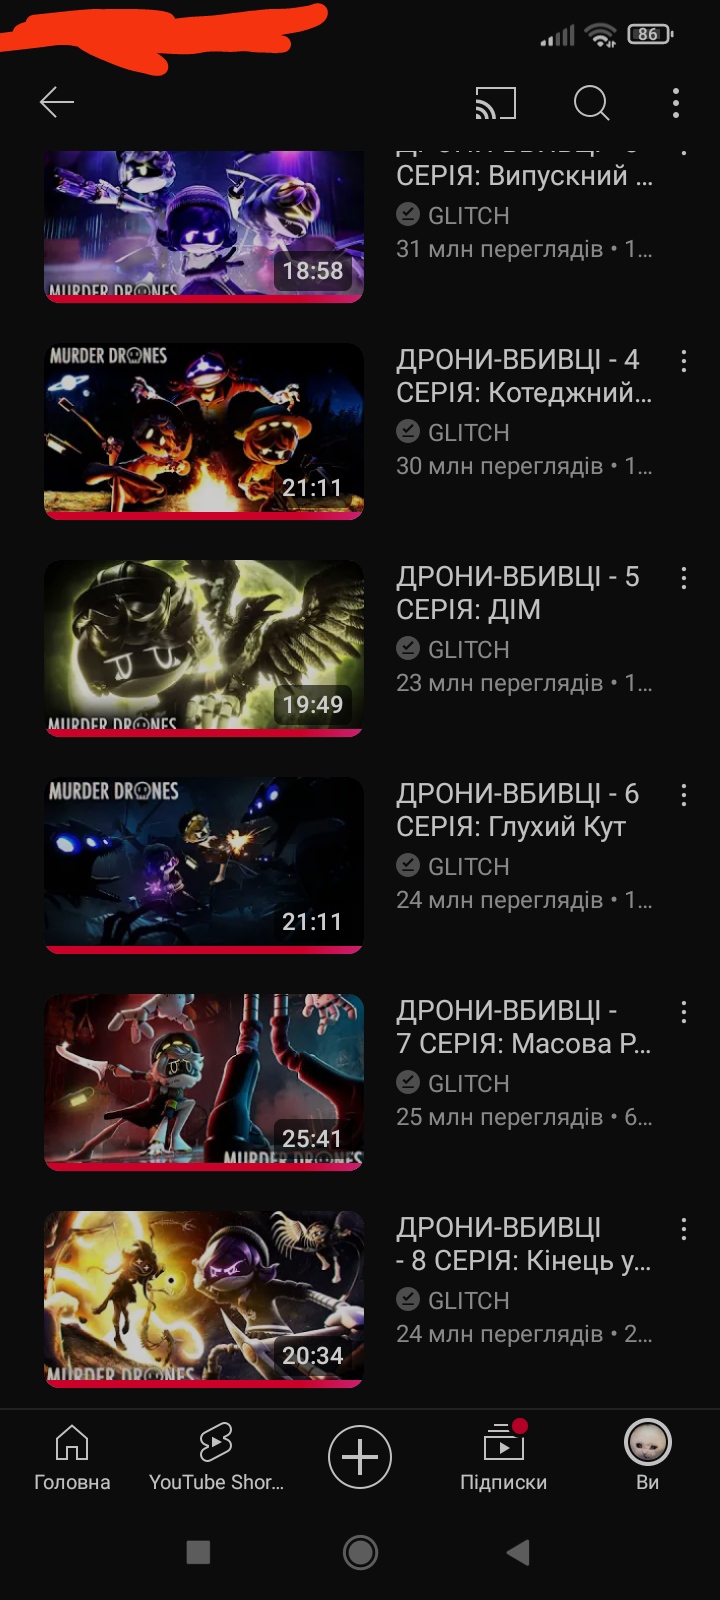 86
ДРОНИ-ВБИВЦІ - 3
СЕРІЯ: Випускний ...
GLITCH
31 млн переглядів • 1...
18:58
MURDER DRONES
MURDER DRONES
ДРОНИ-ВБИВЦІ - 4
СЕРІЯ: Котеджний...
GLITCH
30 млн переглядів • 1...
21:11
ДРОНИ-ВБИВЦІ - 5
СЕРІЯ: ДІМ
GLITCH
23 млн переглядів • 1...
19:49
MURDER DRONES
MURDER DRONES
ДРОНИ-ВБИВЦІ - 6
СЕРІЯ: Глухий Кут
GLITCH
24 млн переглядів • 1...
21:11
ДРОНИ-ВБИВЦІ -
7 СЕРІЯ: Масова Р...
GLITCH
25 млн переглядів • 6...
25:41
MURDER DRONES
ДРОНИ-ВБИВЦІ
- 8 СЕРІЯ: Кінець у...
GLITCH
24 млн переглядів • 2...
20:34
MURDER DRONES
Головна
YouTube Shor...
Підписки
Ви